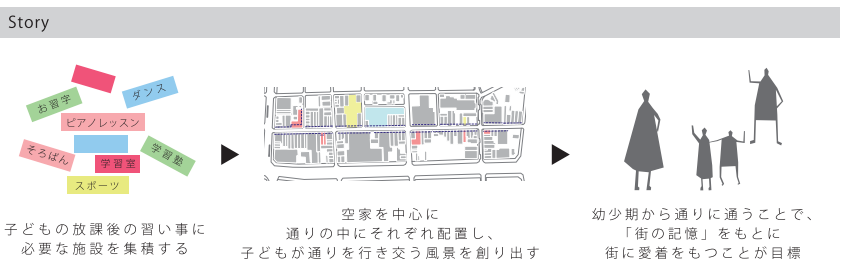 Story
お習字
ダンス
ピアノレッスン
そろばん
学習塾
学習室
スポーツ
子どもの放課後の習い事に
必要な施設を集積する
空家を中心に
通りの中にそれぞれ配置し、
子どもが通りを行き交う風景を創り出す
幼少期から通りに通うことで、
「街の記憶」をもとに
街に愛着をもつことが目標